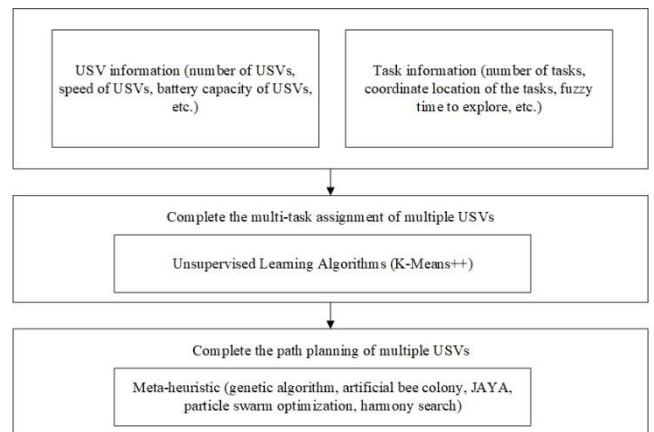 USV information (number of USVs,
speed of USVs, battery capacity of USVs,
etc.)
Task information (number of tasks,
coordinate location of the tasks, fuzzy
time to explore, etc.)
Complete the multi-task assignment of multiple USVs
Unsupervised Learning Algorithms (K-Means++)
Complete the path planning of multiple USVs
Meta-heuristic (genetic algorithm, artificial bee colony, JAYA,
particle swarm optimization, harmony search)